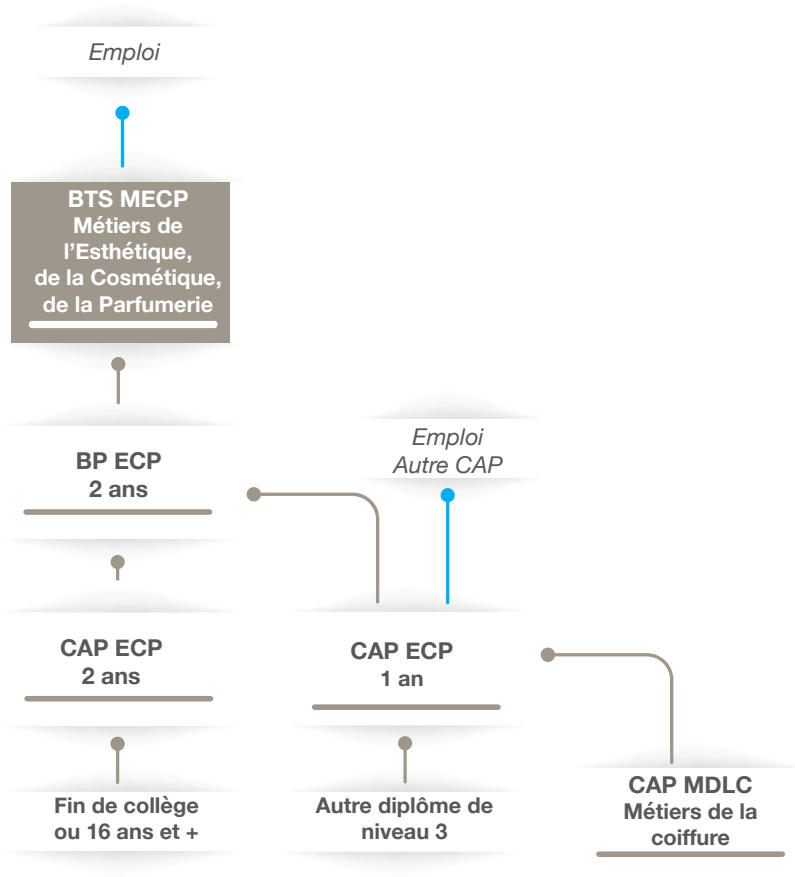 Emploi
BTS MECP
Métiers de
l’Esthétique,
de la Cosmétique,
de la Parfumerie
BP ECP
2 ans
Emploi
Autre CAP
CAP ECP
2 ans
CAP ECP
1 an
Fin de collège
ou 16 ans et +
Autre diplôme de
niveau 3
CAP MDLC
Métiers de la
coiffure